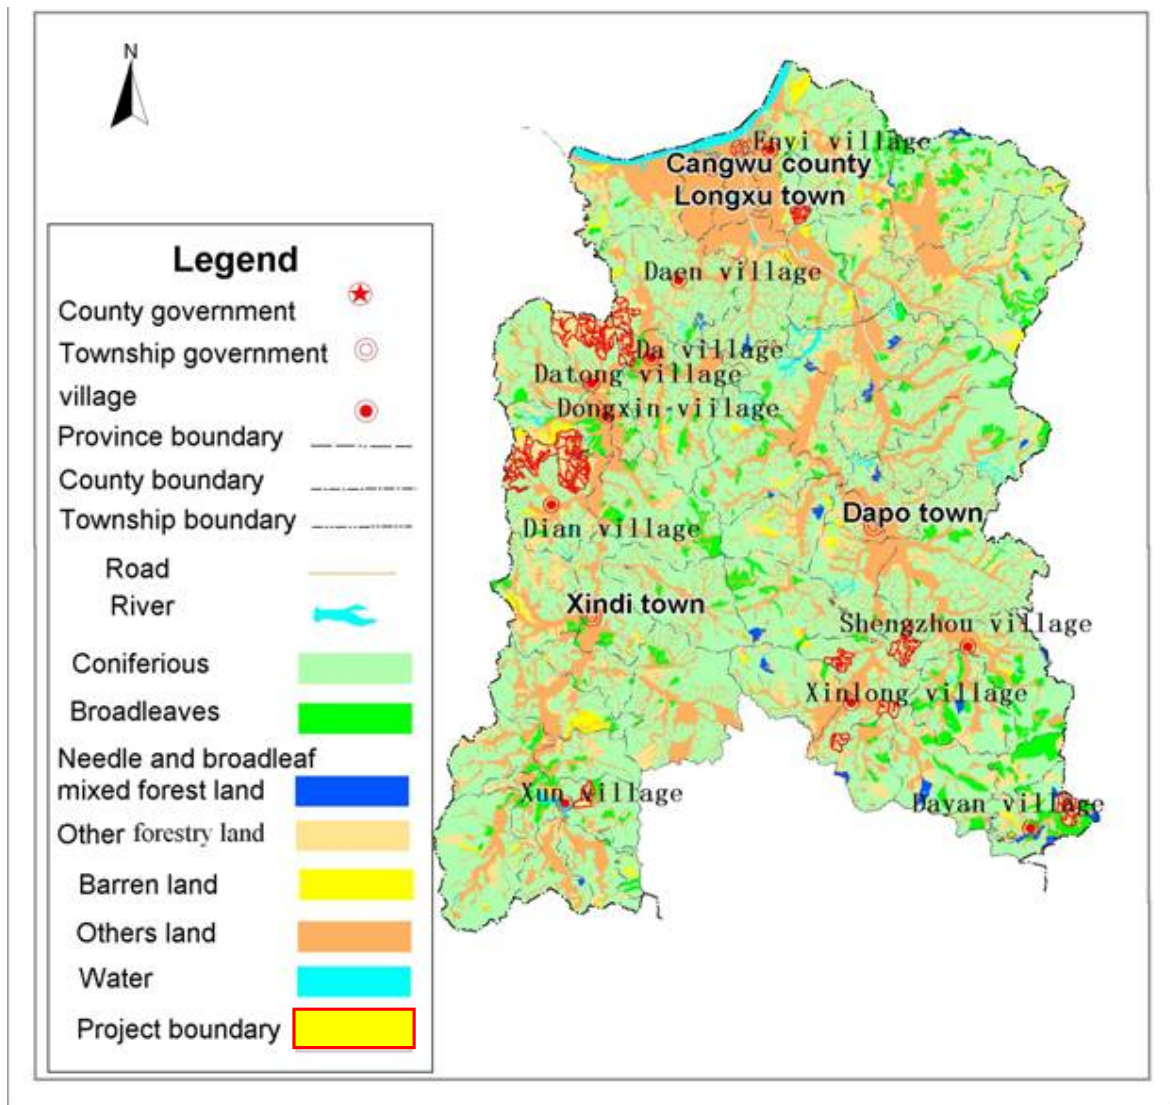 N
Legend
County government
Township government
village
Province boundary
County boundary
Township boundary
Road
River
Coniferious
Broadleaves
Needle and broadleaf
mixed forest land
Other forestry land
Barren land
Others land
Water
Project boundary
Enyi village
Cangwu county
Longxu town
Daen village
Da village
Datong village
Dongxin viilage
Dian village
Dapo town
Xindi town
Shengzhou village
Xinlong village
Xun village
Dayan village